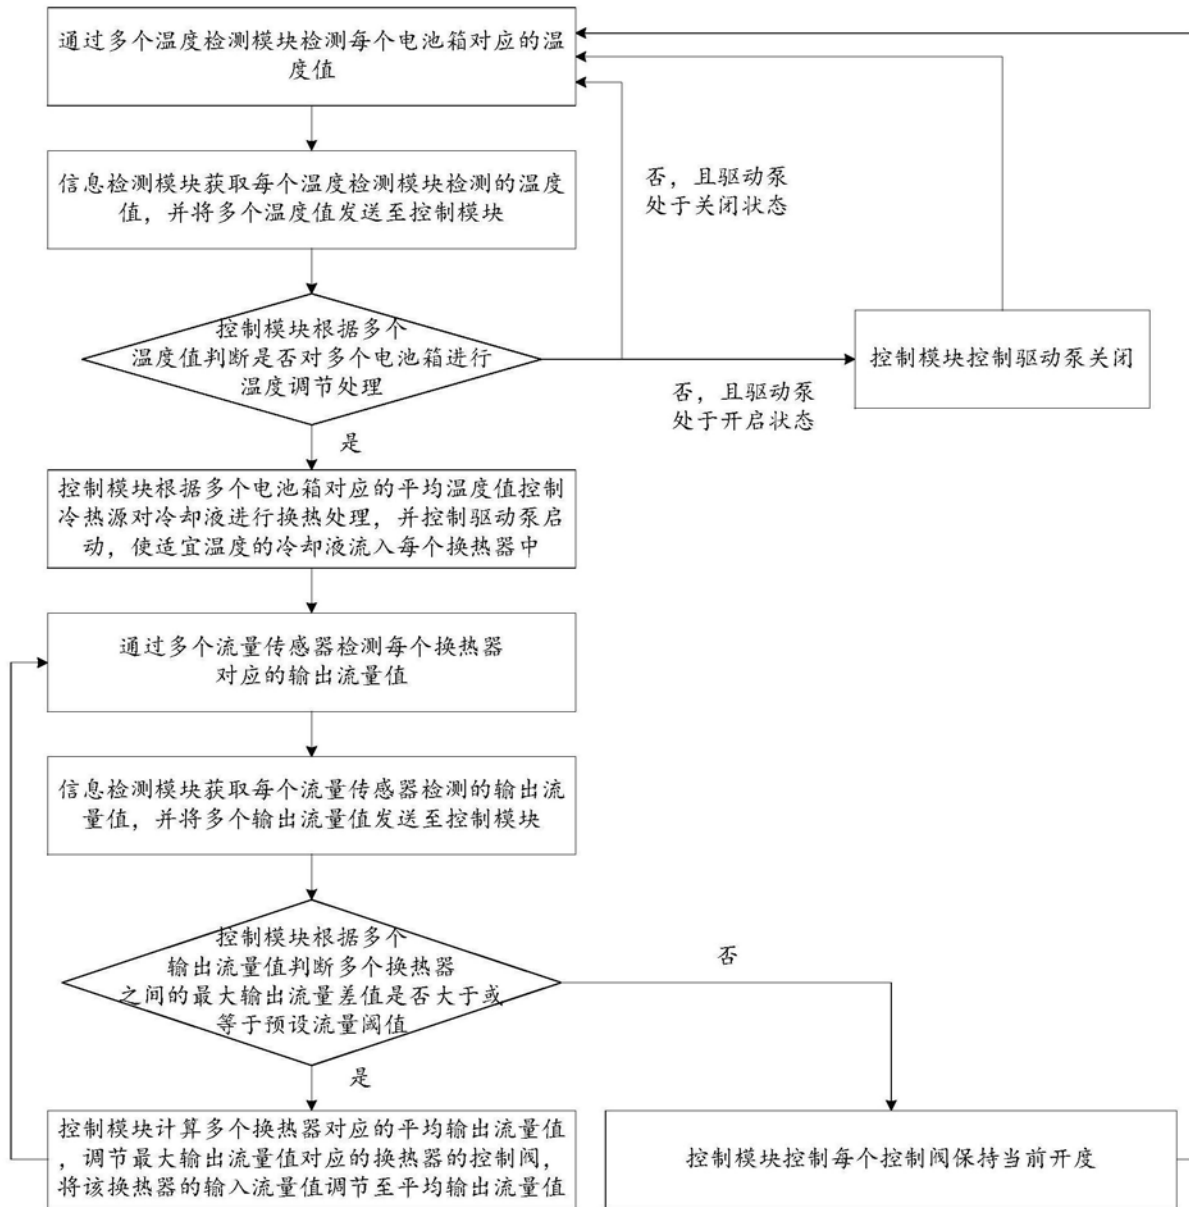 通过多个温度检测模块检测每个电池箱对应的温
度值
信息检测模块获取每个温度检测模块检测的温度
值，并将多个温度值发送至控制模块
否，且驱动泵
处于关闭状态
控制模块根据多个
温度值判断是否对多个电池箱进行
温度调节处理
控制模块控制驱动泵关闭
否，且驱动泵
处于开启状态
是
控制模块根据多个电池箱对应的平均温度值控制
冷热源对冷却液进行换热处理，并控制驱动泵启
动，使适宜温度的冷却液流入每个换热器中
通过多个流量传感器检测每个换热器
对应的输出流量值
信息检测模块获取每个流量传感器检测的输出流
量值，并将多个输出流量值发送至控制模块
控制模块根据多个
输出流量值判断多个换热器
之间的最大输出流量差值是否大于或
等于预设流量阈值
否
是
控制模块计算多个换热器对应的平均输出流量值
，调节最大输出流量值对应的换热器的控制阀，
将该换热器的输入流量值调节至平均输出流量值
控制模块控制每个控制阀保持当前开度